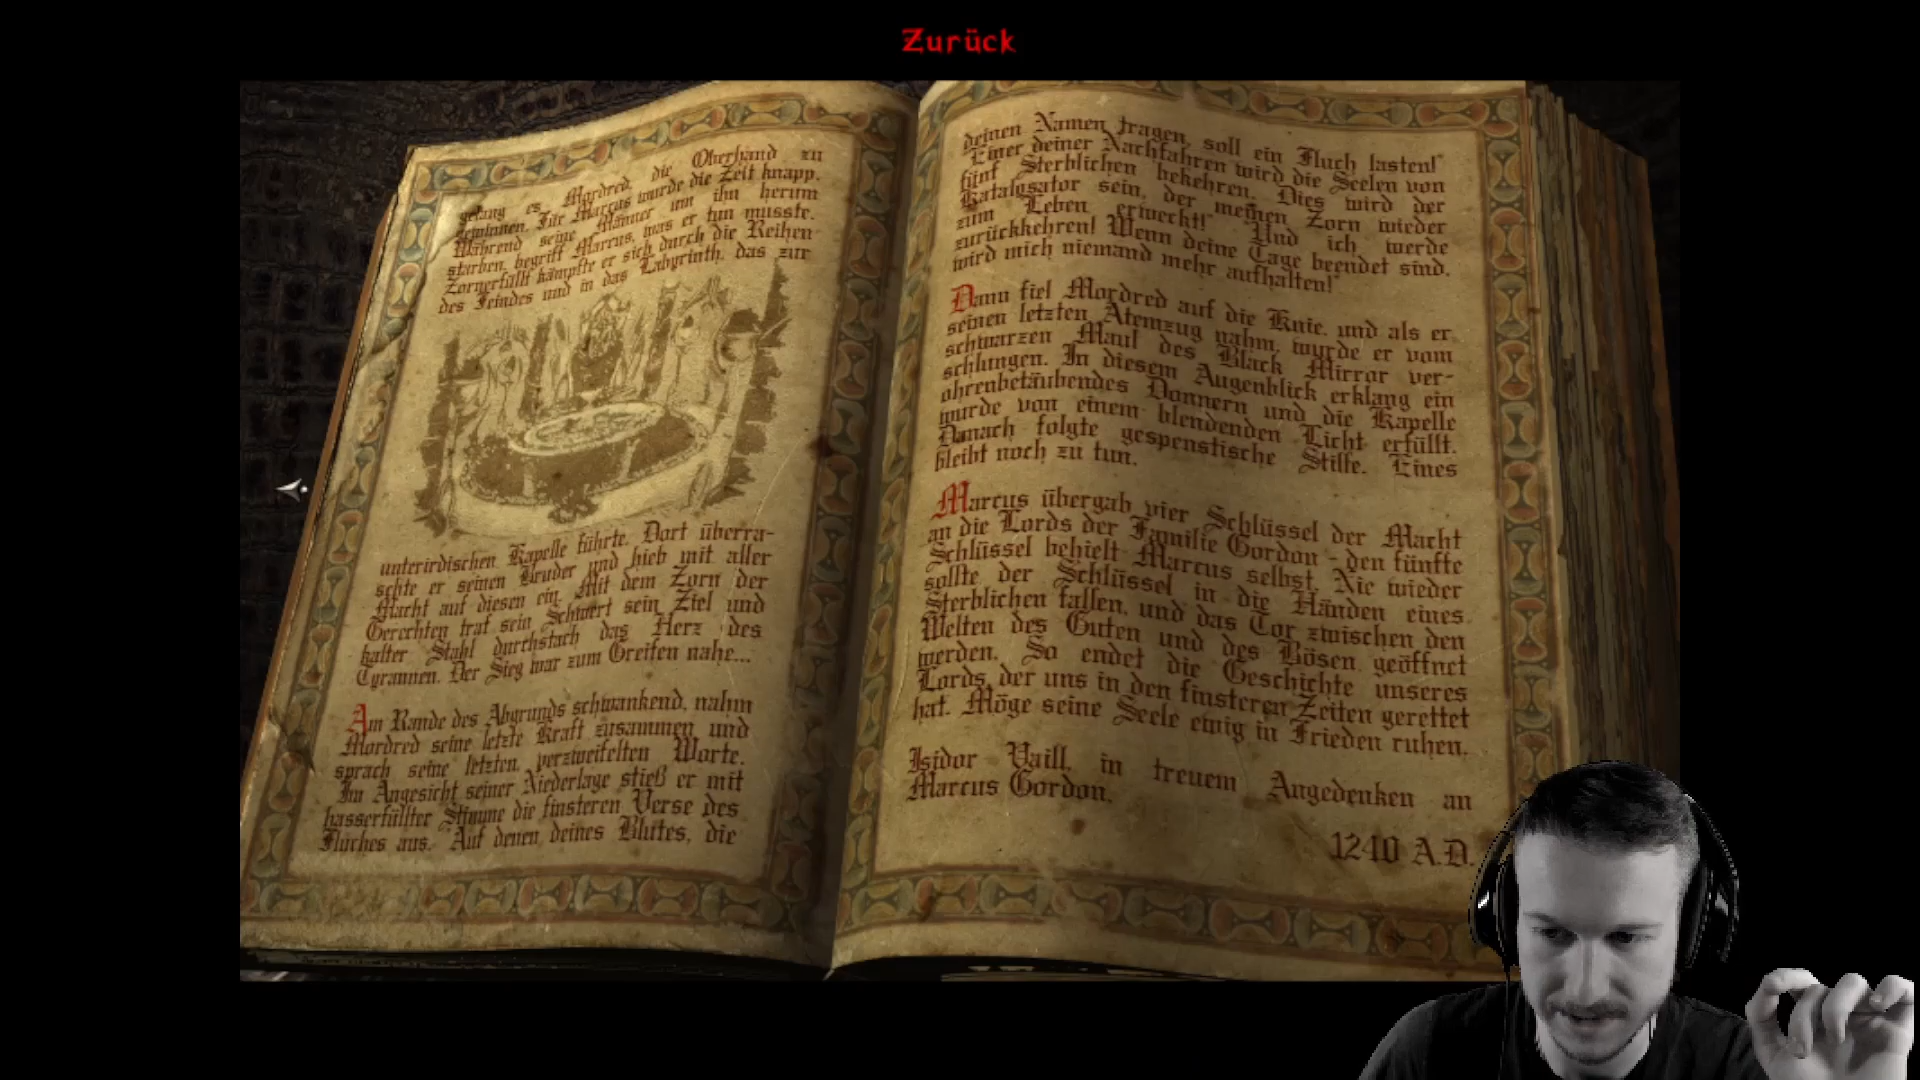 Zurück
gelang es Mordred, die Oberhand zu
gewinnen. Für Marcus wurde die Zeit knapp.
Während seine Männer um ihn herum
starben, begriff Marcus, was er tun musste.
Zornerfüllt kämpfte er sich durch die Reihen
des Feindes und in das Labyrinth, das zur
unterirdischen Kapelle führte. Dort überra-
schte er seinen Bruder und hieb mit aller
Macht auf diesen ein. Mit dem Zorn der
Gerechten traf sein Schwert sein Ziel und
kalter Stahl durchstach das Herz des
Tyrannen. Der Sieg war zum Greifen nahe...
Am Rande des Abgrunds schwankend, nahm
Mordred seine letzte Kraft zusammen und
sprach seine letzten, verzweifelten Worte.
Im Angesicht seiner Niederlage stieß er mit
hasserfüllter Stimme die finsteren Verse des
Fluches aus. "Auf denen deines Blutes, die
deinen Namen tragen, soll ein Fluch lasten!"
"Einer deiner Nachfahren wird die Seelen von
fünf Sterblichen bekehren. Dies wird der
Katalysator sein, der meinen Zorn wieder
zum Leben erweckt!" "Und ich werde
zurückkehren! Wenn deine Tage beendet sind,
wird mich niemand mehr aufhalten!"
Dann fiel Mordred auf die Knie, und als er
seinen letzten Atemzug nahm, wurde er vom
schwarzen Maul des Black Mirror ver-
schlungen. In diesem Augenblick erklang ein
ohrenbetäubendes Donnern und die Kapelle
wurde von einem blendenden Licht erfüllt.
Danach folgte gespenstische Stille. Eines
bleibt noch zu tun.
Marcus übergab vier Schlüssel der Macht
an die Lords der Familie Gordon - den fünfte
Schlüssel behielt Marcus selbst. Nie wieder
sollte der Schlüssel in die Händen eines
Sterblichen fallen, und das Tor zwischen den
Welten des Guten und des Bösen geöffnet
werden. So endet die Geschichte unseres
Lords, der uns in den finsteren Zeiten gerettet
hat. Möge seine Seele ewig in Frieden ruhen.
Isidor Vaill, in treuem Angedenken an
Marcus Gordon.
1240 A.D.